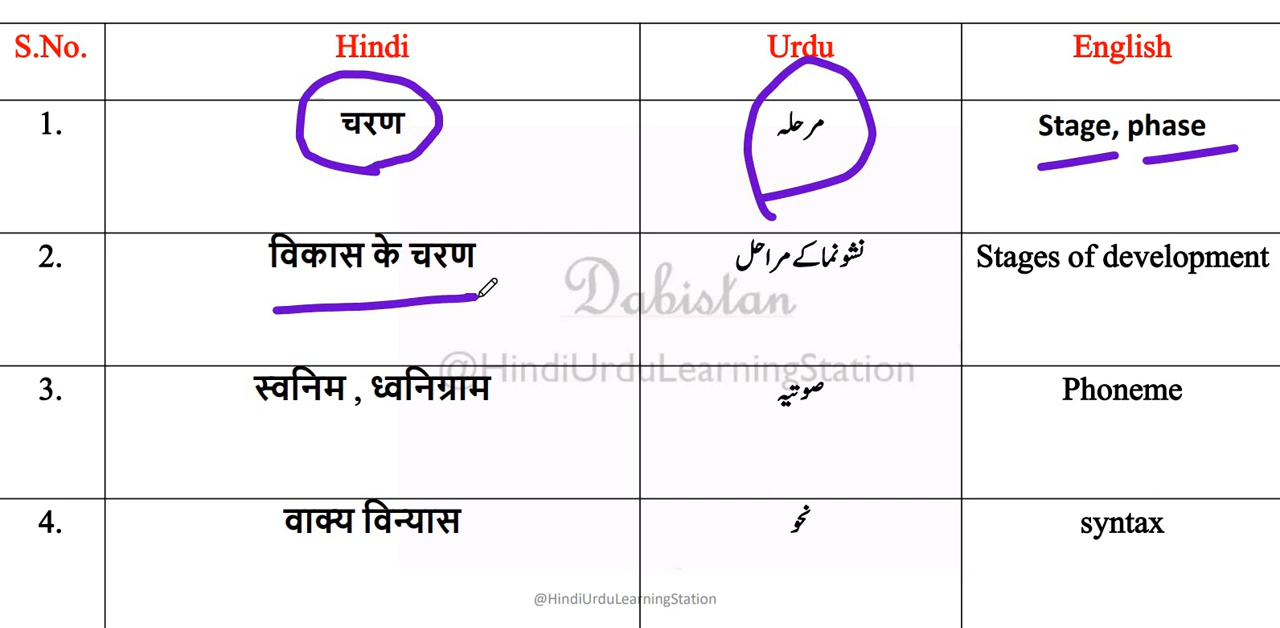 S.No. Hindi Urdu English
1. चरण مرحلہ Stage, phase
2. विकास के चरण نشوونما کے مراحل Stages of development
Dabistan
@HindiUrduLearningStation
3. स्वनिम , ध्वनिग्राम صوتیہ Phoneme
4. वाक्य विन्यास نحو syntax
@HindiUrduLearningStation